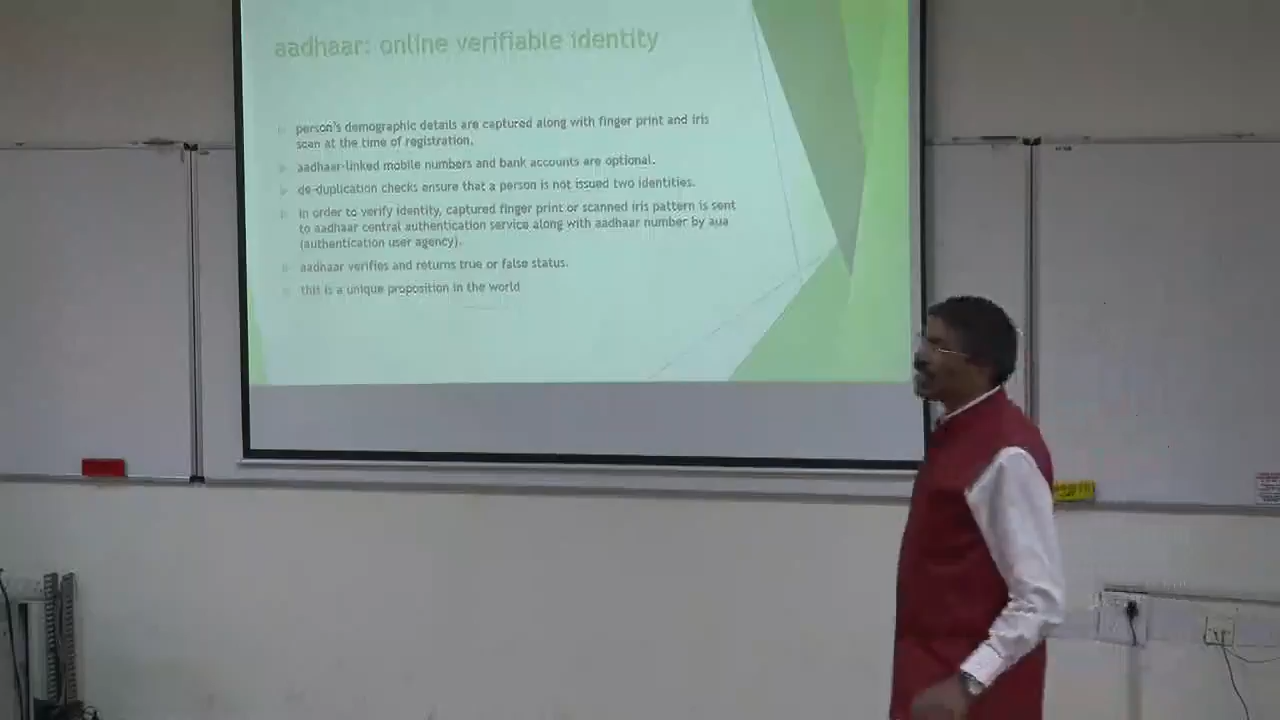 aadhaar: online verifiable identity
person's demographic details are captured along with finger print and iris
scan at the time of registration.
aadhaar-linked mobile numbers and bank accounts are optional.
de-duplication checks ensure that a person is not issued two identities.
in order to verify identity, captured finger print or scanned iris pattern is sent
to aadhaar central authentication service along with aadhaar number by aua
(authentication user agency).
aadhaar verifies and returns true or false status.
this is a unique proposition in the world